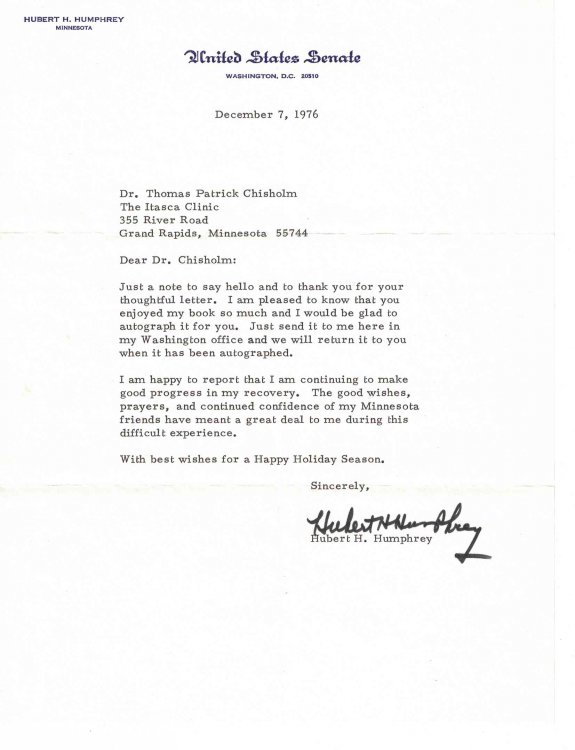 HUBERT H. HUMPHREY
MINNESOTA
United States Senate
WASHINGTON, D.C. 20510
December 7, 1976
Dr. Thomas Patrick Chisholm
The Itasca Clinic
355 River Road
Grand Rapids, Minnesota 55744
Dear Dr. Chisholm:
Just a note to say hello and to thank you for your
thoughtful letter. I am pleased to know that you
enjoyed my book so much and I would be glad to
autograph it for you. Just send it to me here in
my Washington office and we will return it to you
when it has been autographed.
I am happy to report that I am continuing to make
good progress in my recovery. The good wishes,
prayers, and continued confidence of my Minnesota
friends have meant a great deal to me during this
difficult experience.
With best wishes for a Happy Holiday Season.
Sincerely,
Hubert H Humphrey
Hubert H. Humphrey